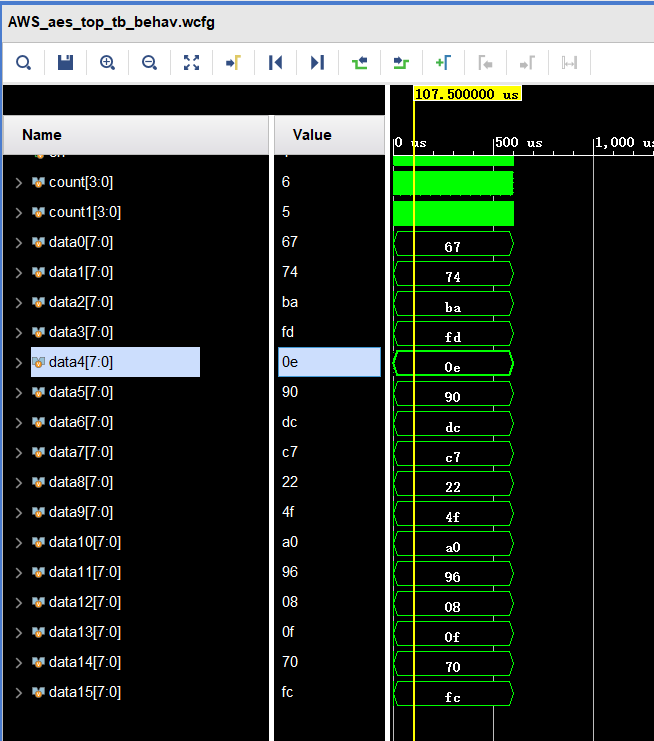 AWS_aes_top_tb_behav.wcfg
107.500000 us
Name Value 0 us 500 us 1,000 us
count[3:0] 6
count1[3:0] 5
data0[7:0] 67 67
data1[7:0] 74 74
data2[7:0] ba ba
data3[7:0] fd fd
data4[7:0] 0e 0e
data5[7:0] 90 90
data6[7:0] dc dc
data7[7:0] c7 c7
data8[7:0] 22 22
data9[7:0] 4f 4f
data10[7:0] a0 a0
data11[7:0] 96 96
data12[7:0] 08 08
data13[7:0] 0f 0f
data14[7:0] 70 70
data15[7:0] fc fc